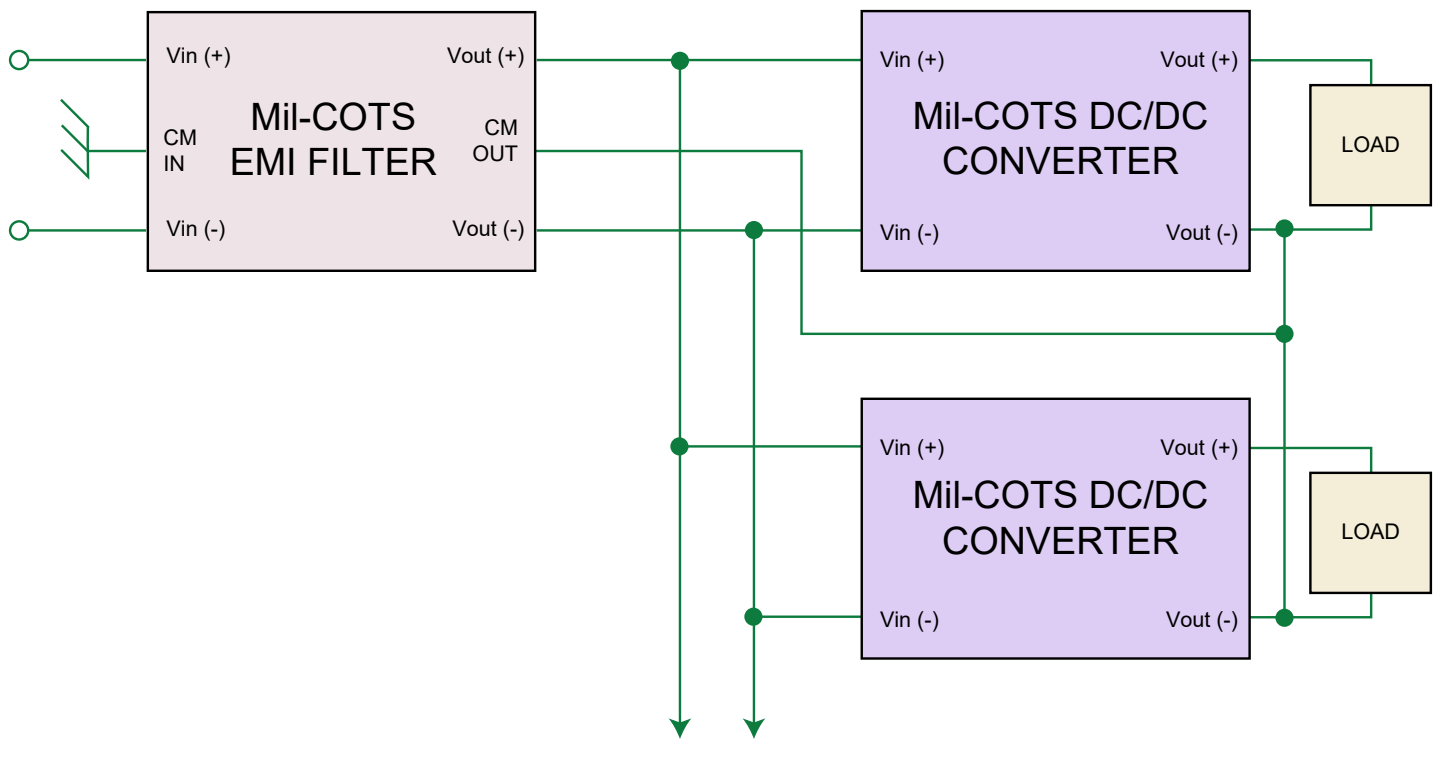 Vin (+)
Vout (+)
Mil-COTS
EMI FILTER
CM
IN
CM
OUT
Vin (-)
Vout (-)
Vin (+)
Vout (+)
Mil-COTS DC/DC
CONVERTER
Vin (-)
Vout (-)
LOAD
Vin (+)
Vout (+)
Mil-COTS DC/DC
CONVERTER
Vin (-)
Vout (-)
LOAD